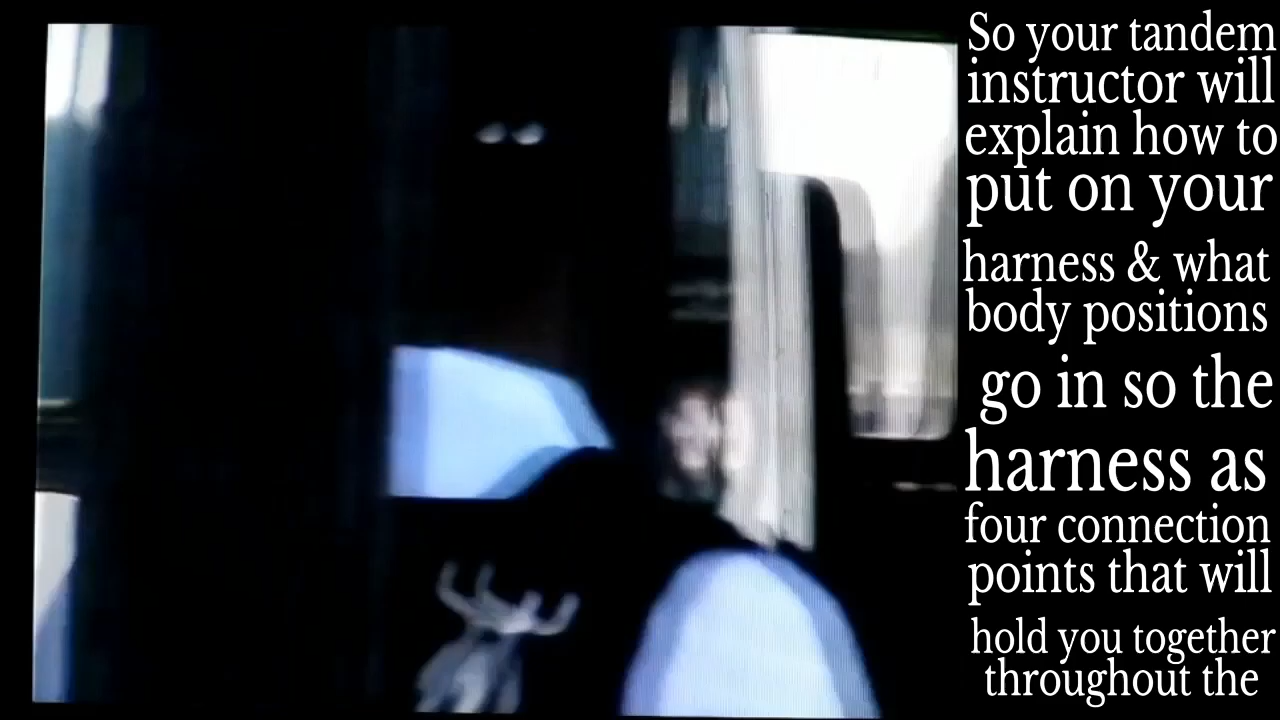 So your tandem
instructor will
explain how to
put on your
harness & what
body positions
go in so the
harness as
four connection
points that will
hold you together
throughout the